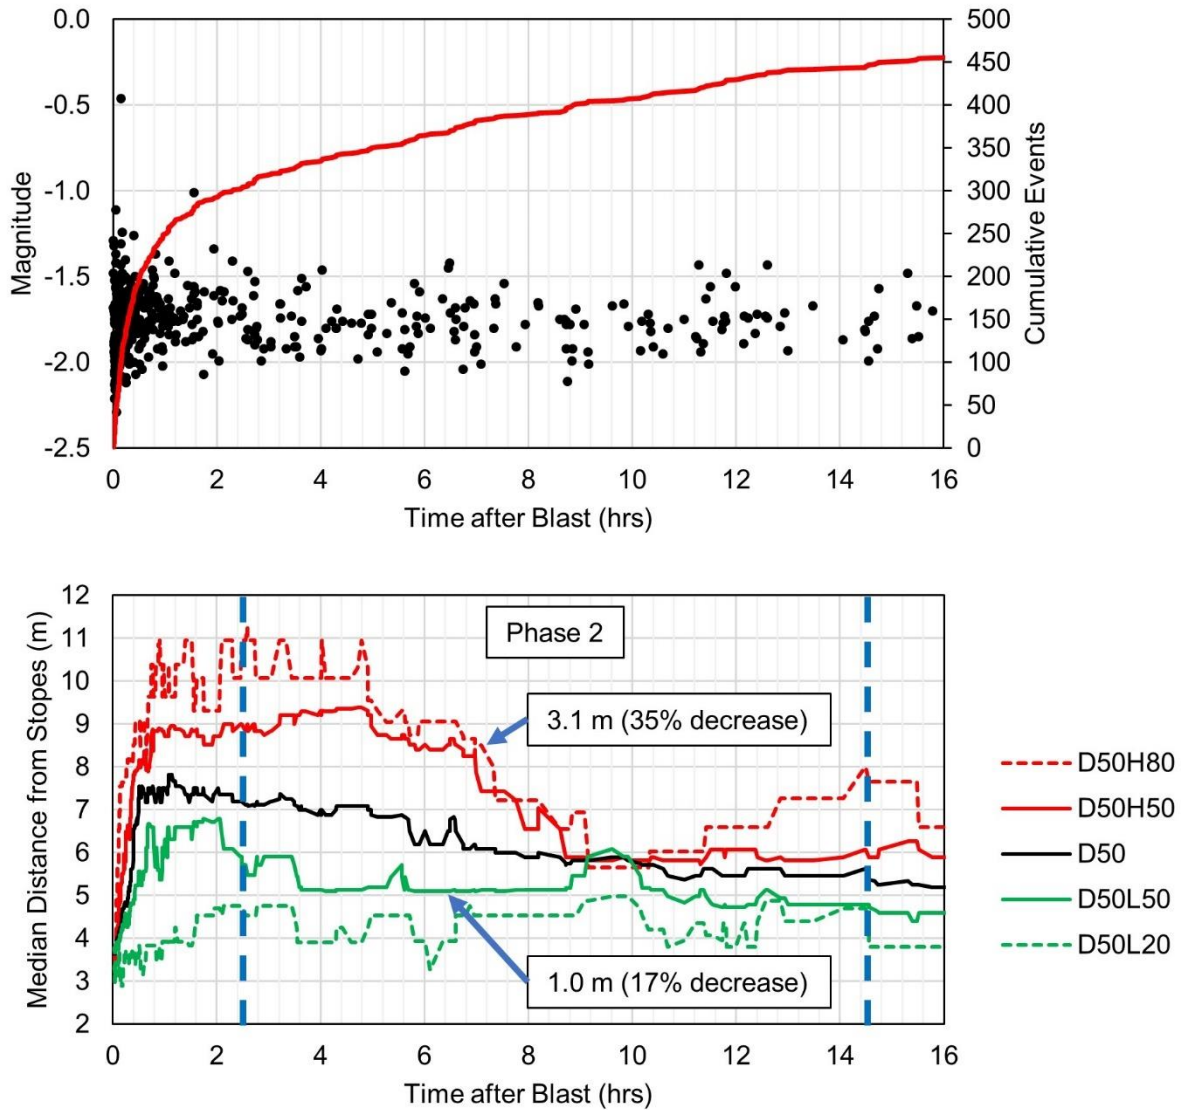 0.0
-0.5
-1.0
-1.5
-2.0
-2.5
Magnitude
500
450
400
350
300
250
200
150
100
50
0
Cumulative Events
0 2 4 6 8 10 12 14 16
Time after Blast (hrs)
12
11
10
9
8
7
6
5
4
3
2
Median Distance from Stopes (m)
Phase 2
3.1 m (35% decrease)
1.0 m (17% decrease)
0 2 4 6 8 10 12 14 16
Time after Blast (hrs)
D50H80
D50H50
D50
D50L50
D50L20